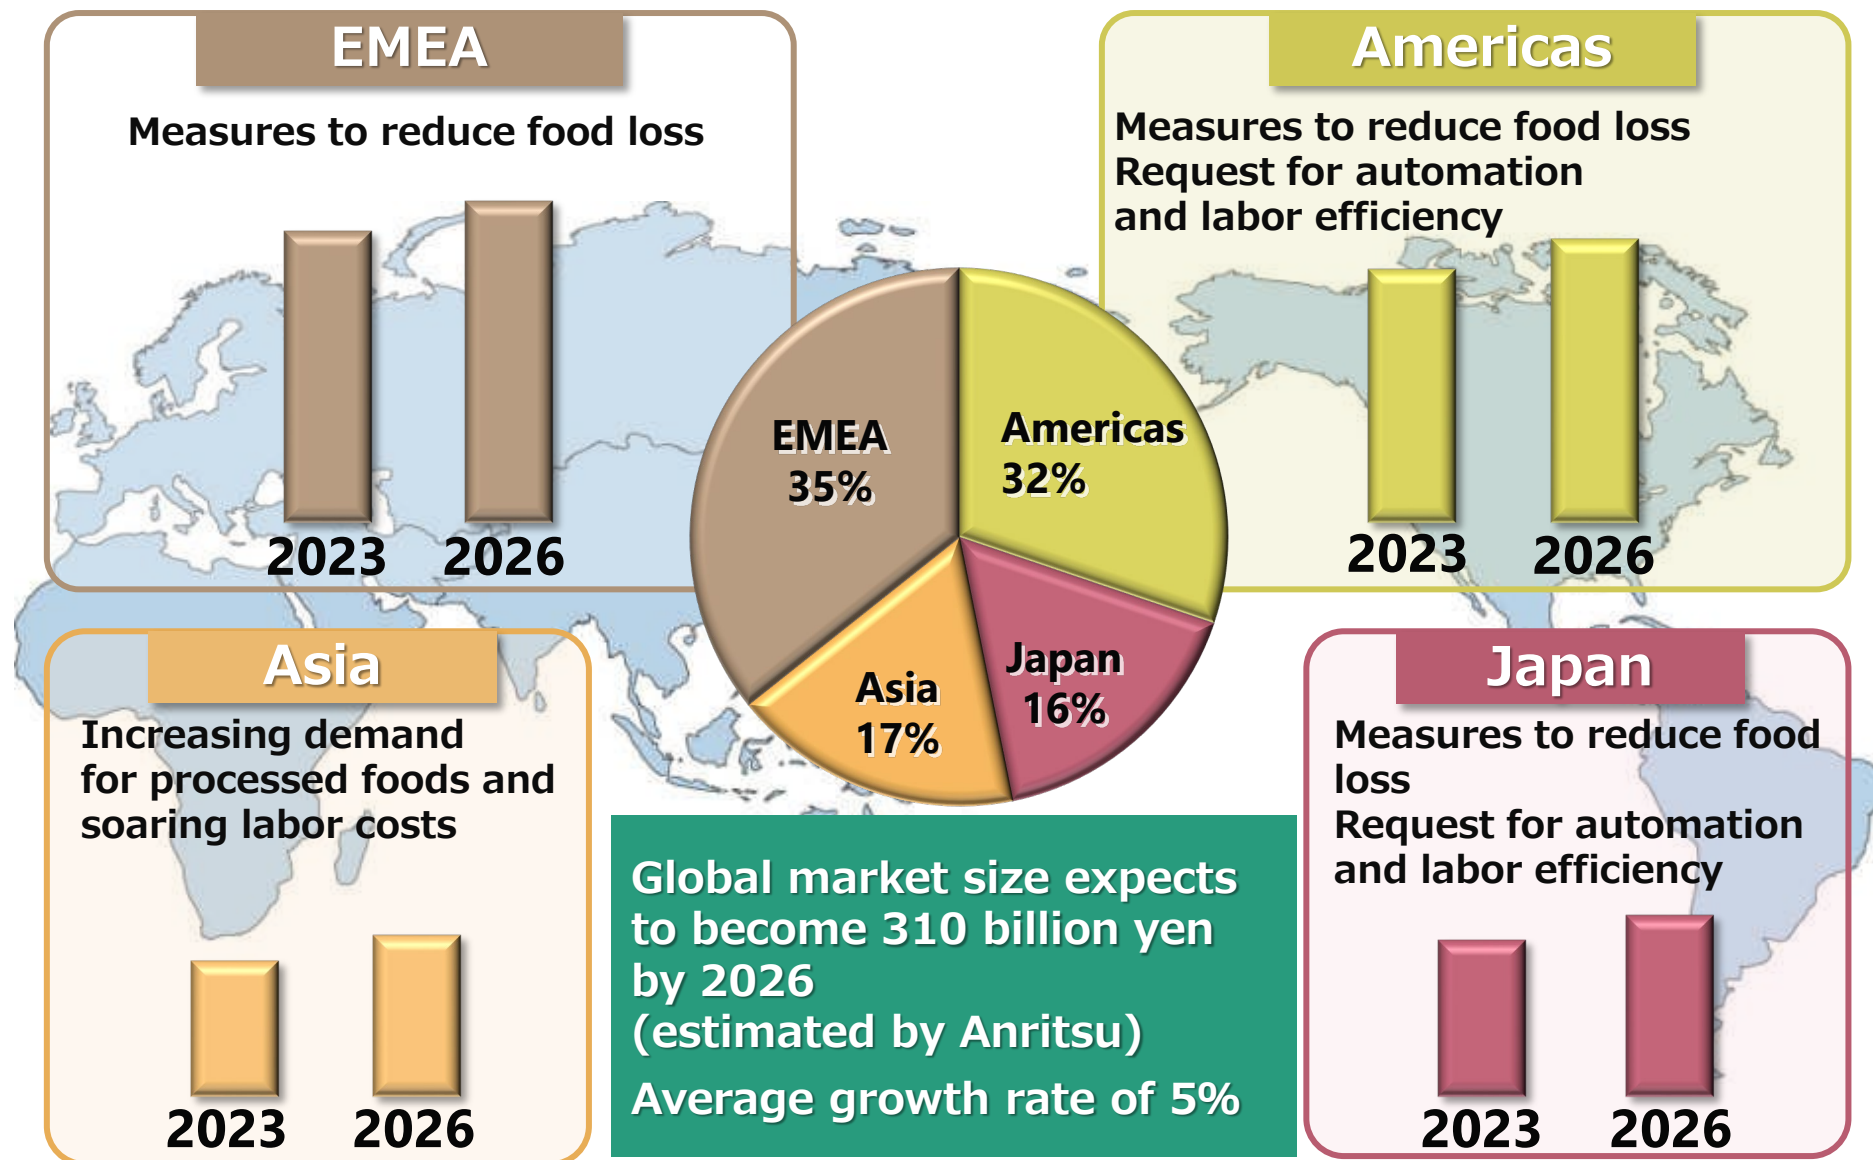 EMEA
Measures to reduce food loss
2023
2026
Americas
Measures to reduce food loss
Request for automation
and labor efficiency
2023
2026
EMEA
35%
Americas
32%
Asia
17%
Japan
16%
Asia
Increasing demand
for processed foods and
soaring labor costs
2023
2026
Global market size expects
to become 310 billion yen
by 2026
(estimated by Anritsu)
Average growth rate of 5%
Japan
Measures to reduce food
loss
Request for automation
and labor efficiency
2023
2026